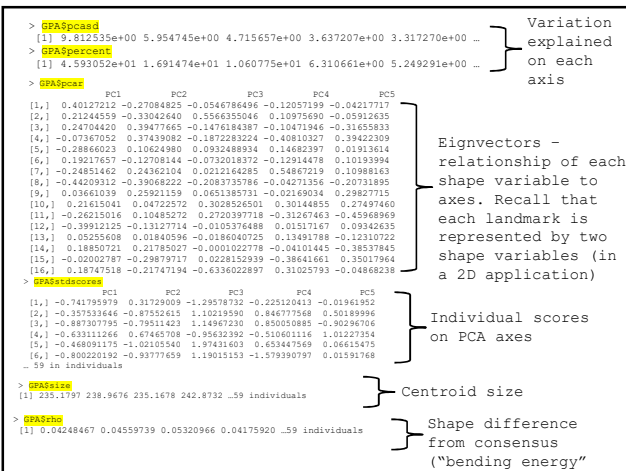 > GPA$pcasd
[1] 9.812535e+00 5.954744e+00 4.715657e+00 3.637207e+00 3.317270e+00 …
> GPA$percent
[1] 4.593052e+01 1.691474e+01 1.060775e+01 6.310661e+00 5.249291e+00 …
Variation
explained
on each
axis
> GPA$pcar
PC1 PC2 PC3 PC4 PC5
[1,] 0.40127212 -0.27084825 -0.0546786496 -0.12057199 -0.04217717
[2,] 0.21244559 -0.33042640 0.5566355046 0.10975690 -0.05912635
[3,] 0.24704420 0.39477665 -0.1476184387 -0.10471946 -0.31655833
[4,] -0.07367052 0.37439082 -0.1872283224 -0.40810327 0.39422309
[5,] -0.28866023 0.10624980 0.0932488934 0.14682397 0.01913614
[6,] 0.19217657 -0.12708144 -0.0732018372 -0.12914478 0.10193994
[7,] -0.24851462 0.24362104 0.0212164285 0.54867219 0.10988163
[8,] -0.44209312 -0.39068222 -0.2083735786 -0.04271356 -0.20731895
[9,] 0.03661039 0.25921159 0.0651385731 -0.02169034 0.29827715
[10,] 0.21615041 0.04722572 0.3028526501 0.30144855 0.27497460
[11,] -0.26215016 0.10485272 0.2720397718 -0.31267463 -0.45968969
[12,] -0.39912125 -0.13127714 -0.0105376488 0.01517167 0.09342635
[13,] 0.05255608 0.01840596 -0.0186040725 0.13491788 -0.12310722
[14,] 0.18850721 0.21785027 -0.0001022778 -0.04101445 -0.38537845
[15,] -0.02002787 -0.29879717 0.0228152939 -0.38641661 0.35017964
[16,] 0.18747518 -0.21747194 -0.6336022897 0.31025793 -0.04868238
Eignvectors –
relationship of each
shape variable to
axes. Recall that
each landmark is
represented by two
shape variables (in
a 2D application)
> GPA$stdscores
PC1 PC2 PC3 PC4 PC5
[1,] -0.741795979 0.31729009 -1.29578732 -0.225120413 -0.01961952
[2,] -0.357533646 -0.87552615 1.10219590 0.846777568 0.50189996
[3,] -0.887307795 -0.79511423 1.14967230 0.850050885 -0.90296706
[4,] -0.633111266 0.67465708 -0.95632392 -0.510601116 1.01227354
[5,] -0.468091175 -1.02105540 1.97431603 0.653447569 0.06615475
[6,] -0.800220192 -0.93777659 1.19015153 -1.579390797 0.01591768
… 59 in individuals
Individual scores
on PCA axes
> GPA$size
[1] 235.1797 238.9676 235.1678 242.8732 …59 individuals
Centroid size
> GPA$rho
[1] 0.04248467 0.04559739 0.05320966 0.04175920 …59 individuals
Shape difference
from consensus
(“bending energy”